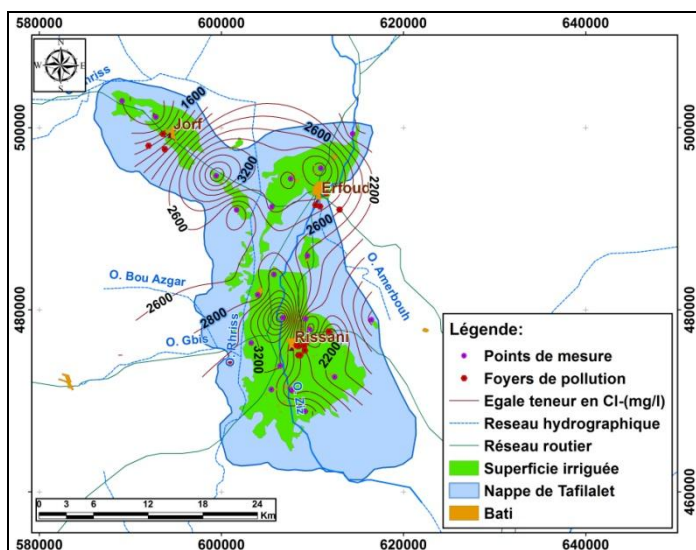 580000 600000 620000 640000
N
W E
S
O. Rhriss
500000 500000
1600
Jorf
2600
3200
2200
Erfoud
2600
2600
O. Bou Azgar
O. Amerbouh
2600
480000 480000
2800
O. Gbis
O. Rhriss
Rissani
3200
2200
O. Ziz
460000
Légende:
Points de mesure
Foyers de pollution
Egale teneur en Cl-(mg/l)
Reseau hydrographique
Réseau routier
Superficie irriguée
Nappe de Tafilalet
Bati
0 3 6 12 18 24
Km
580000 600000 620000 640000